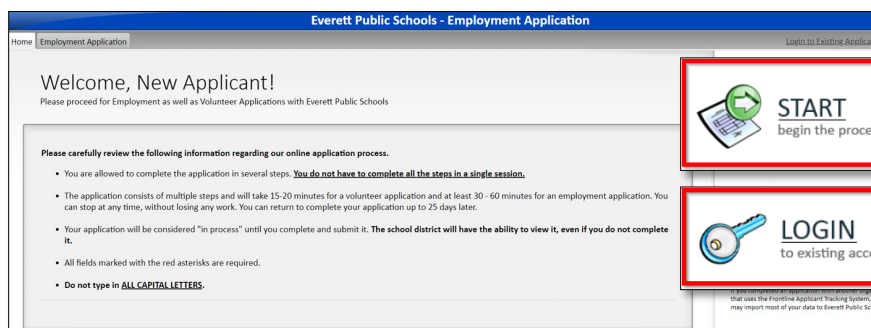 Everett Public Schools - Employment Application
Home Employment Application Login to Existing Applica
Welcome, New Applicant!
Please proceed for Employment as well as Volunteer Applications with Everett Public Schools
START
begin the proce
Please carefully review the following information regarding our online application process.
• You are allowed to complete the application in several steps. You do not have to complete all the steps in a single session.
• The application consists of multiple steps and will take 15-20 minutes for a volunteer application and at least 30 - 60 minutes for an employment application. You
can stop at any time, without losing any work. You can return to complete your application up to 25 days later.
• Your application will be considered "in process" until you complete and submit it. The school district will have the ability to view it, even if you do not complete
it.
• All fields marked with the red asterisks are required.
• Do not type in ALL CAPITAL LETTERS.
LOGIN
to existing acco
If you completed an application with another orga
that uses the Frontline Applicant Tracking System,
may import most of your data to Everett Public Sc